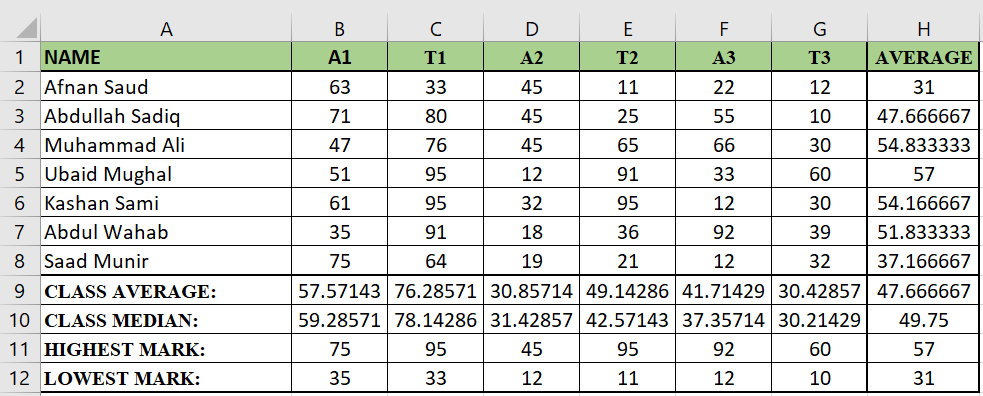 A B C D E F G H
1 NAME A1 T1 A2 T2 A3 T3 AVERAGE
2 Afnan Saud 63 33 45 11 22 12 31
3 Abdullah Sadiq 71 80 45 25 55 10 47.666667
4 Muhammad Ali 47 76 45 65 66 30 54.833333
5 Ubaid Mughal 51 95 12 91 33 60 57
6 Kashan Sami 61 95 32 95 12 30 54.166667
7 Abdul Wahab 35 91 18 36 92 39 51.833333
8 Saad Munir 75 64 19 21 12 32 37.166667
9 CLASS AVERAGE: 57.57143 76.28571 30.85714 49.14286 41.71429 30.42857 47.666667
10 CLASS MEDIAN: 59.28571 78.14286 31.42857 42.57143 37.35714 30.21429 49.75
11 HIGHEST MARK: 75 95 45 95 92 60 57
12 LOWEST MARK: 35 33 12 11 12 10 31